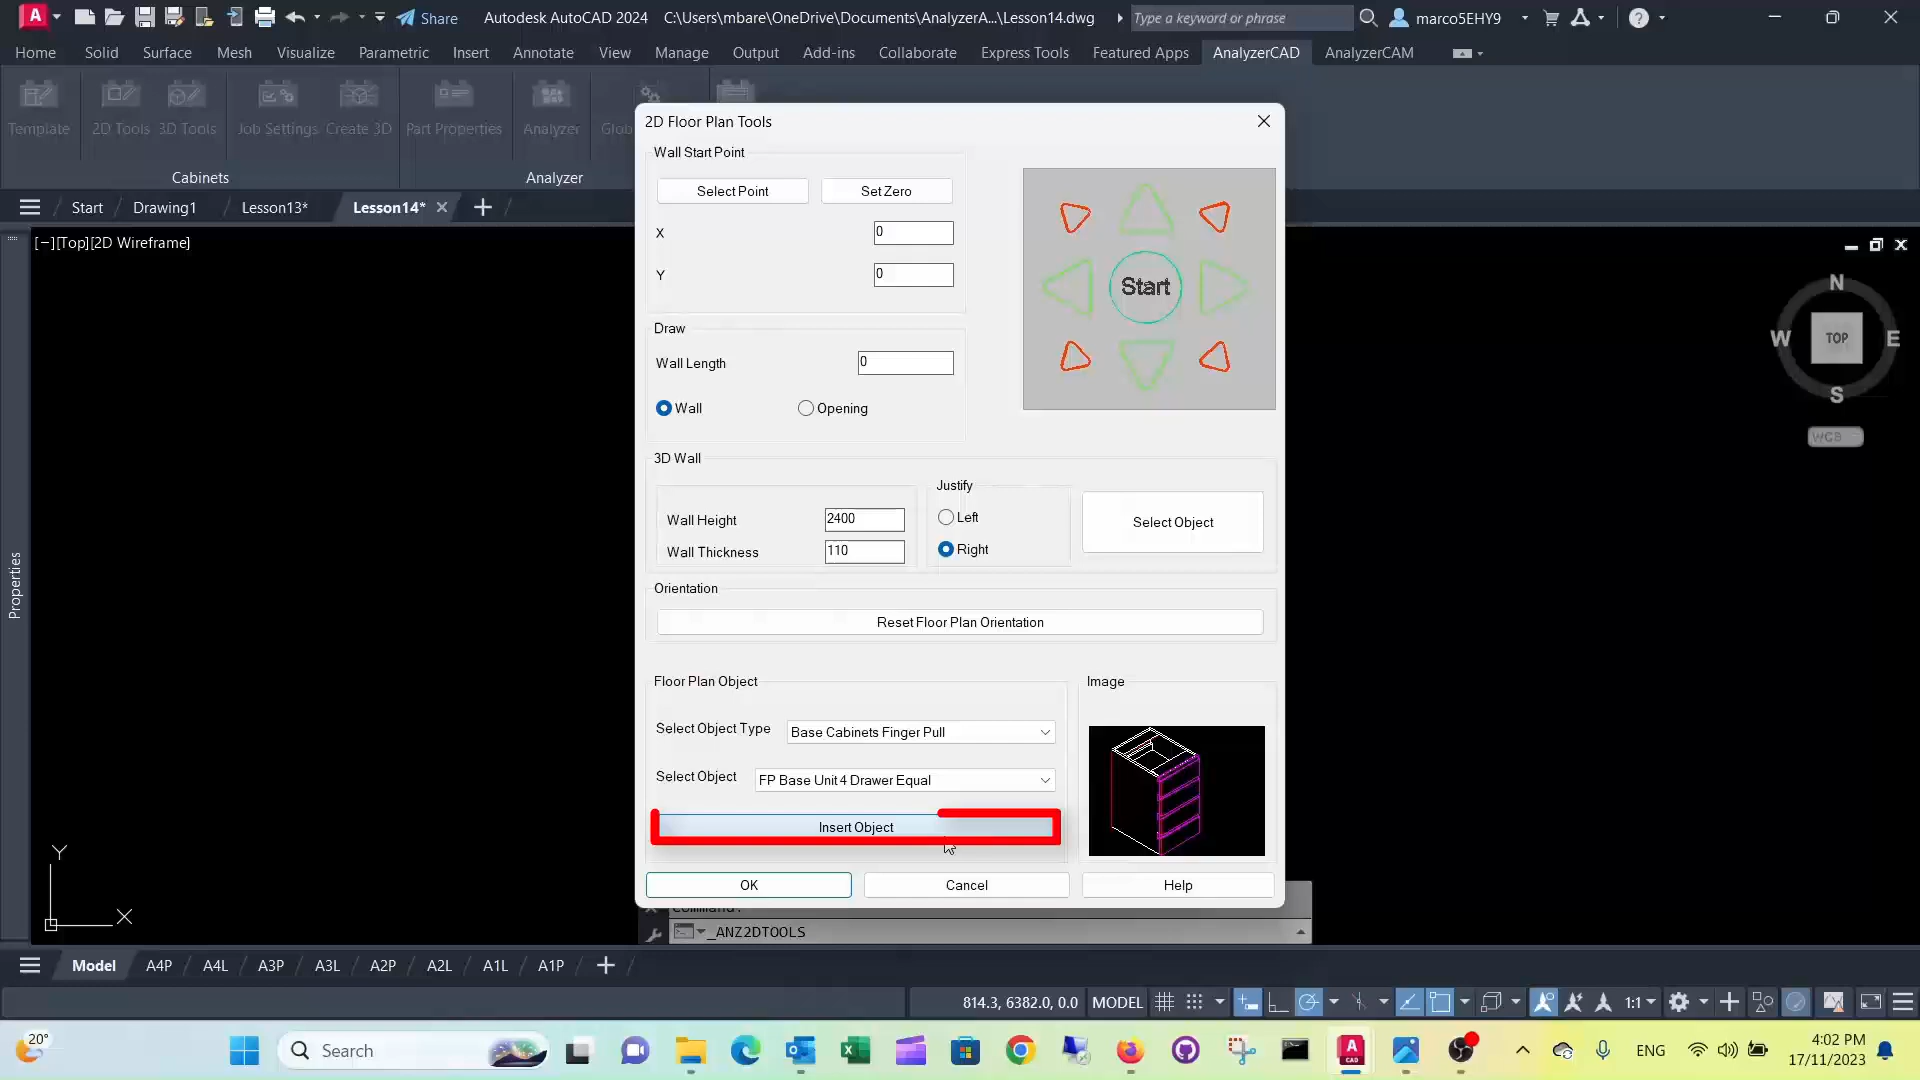 Share
Autodesk AutoCAD 2024 C:\Users\mbare\OneDrive\Documents\AnalyzerA...\Lesson14.dwg
Type a keyword or phrase
marco5EHY9
Home Solid Surface Mesh Visualize Parametric Insert Annotate View Manage Output Add-ins Collaborate Express Tools Featured Apps AnalyzerCAD AnalyzerCAM
Template 2D Tools 3D Tools Job Settings Create 3D Part Properties Analyzer Glob
Cabinets Analyzer
Start Drawing1 Lesson13* Lesson14*
[−][Top][2D Wireframe]
Properties
2D Floor Plan Tools
Wall Start Point
Select Point Set Zero
X 0
Y 0
Start
Draw
Wall Length 0
Wall Opening
3D Wall
Wall Height 2400
Wall Thickness 110
Justify
Left
Right
Select Object
Orientation
Reset Floor Plan Orientation
Floor Plan Object
Select Object Type Base Cabinets Finger Pull
Select Object FP Base Unit 4 Drawer Equal
Insert Object
Image
OK Cancel Help
N
W TOP E
S
WCB
Y
X
Command:
_ANZ2DTOOLS
Model A4P A4L A3P A3L A2P A2L A1L A1P
814.3, 6382.0, 0.0 MODEL 1:1
20°
Search
ENG
4:02 PM
17/11/2023